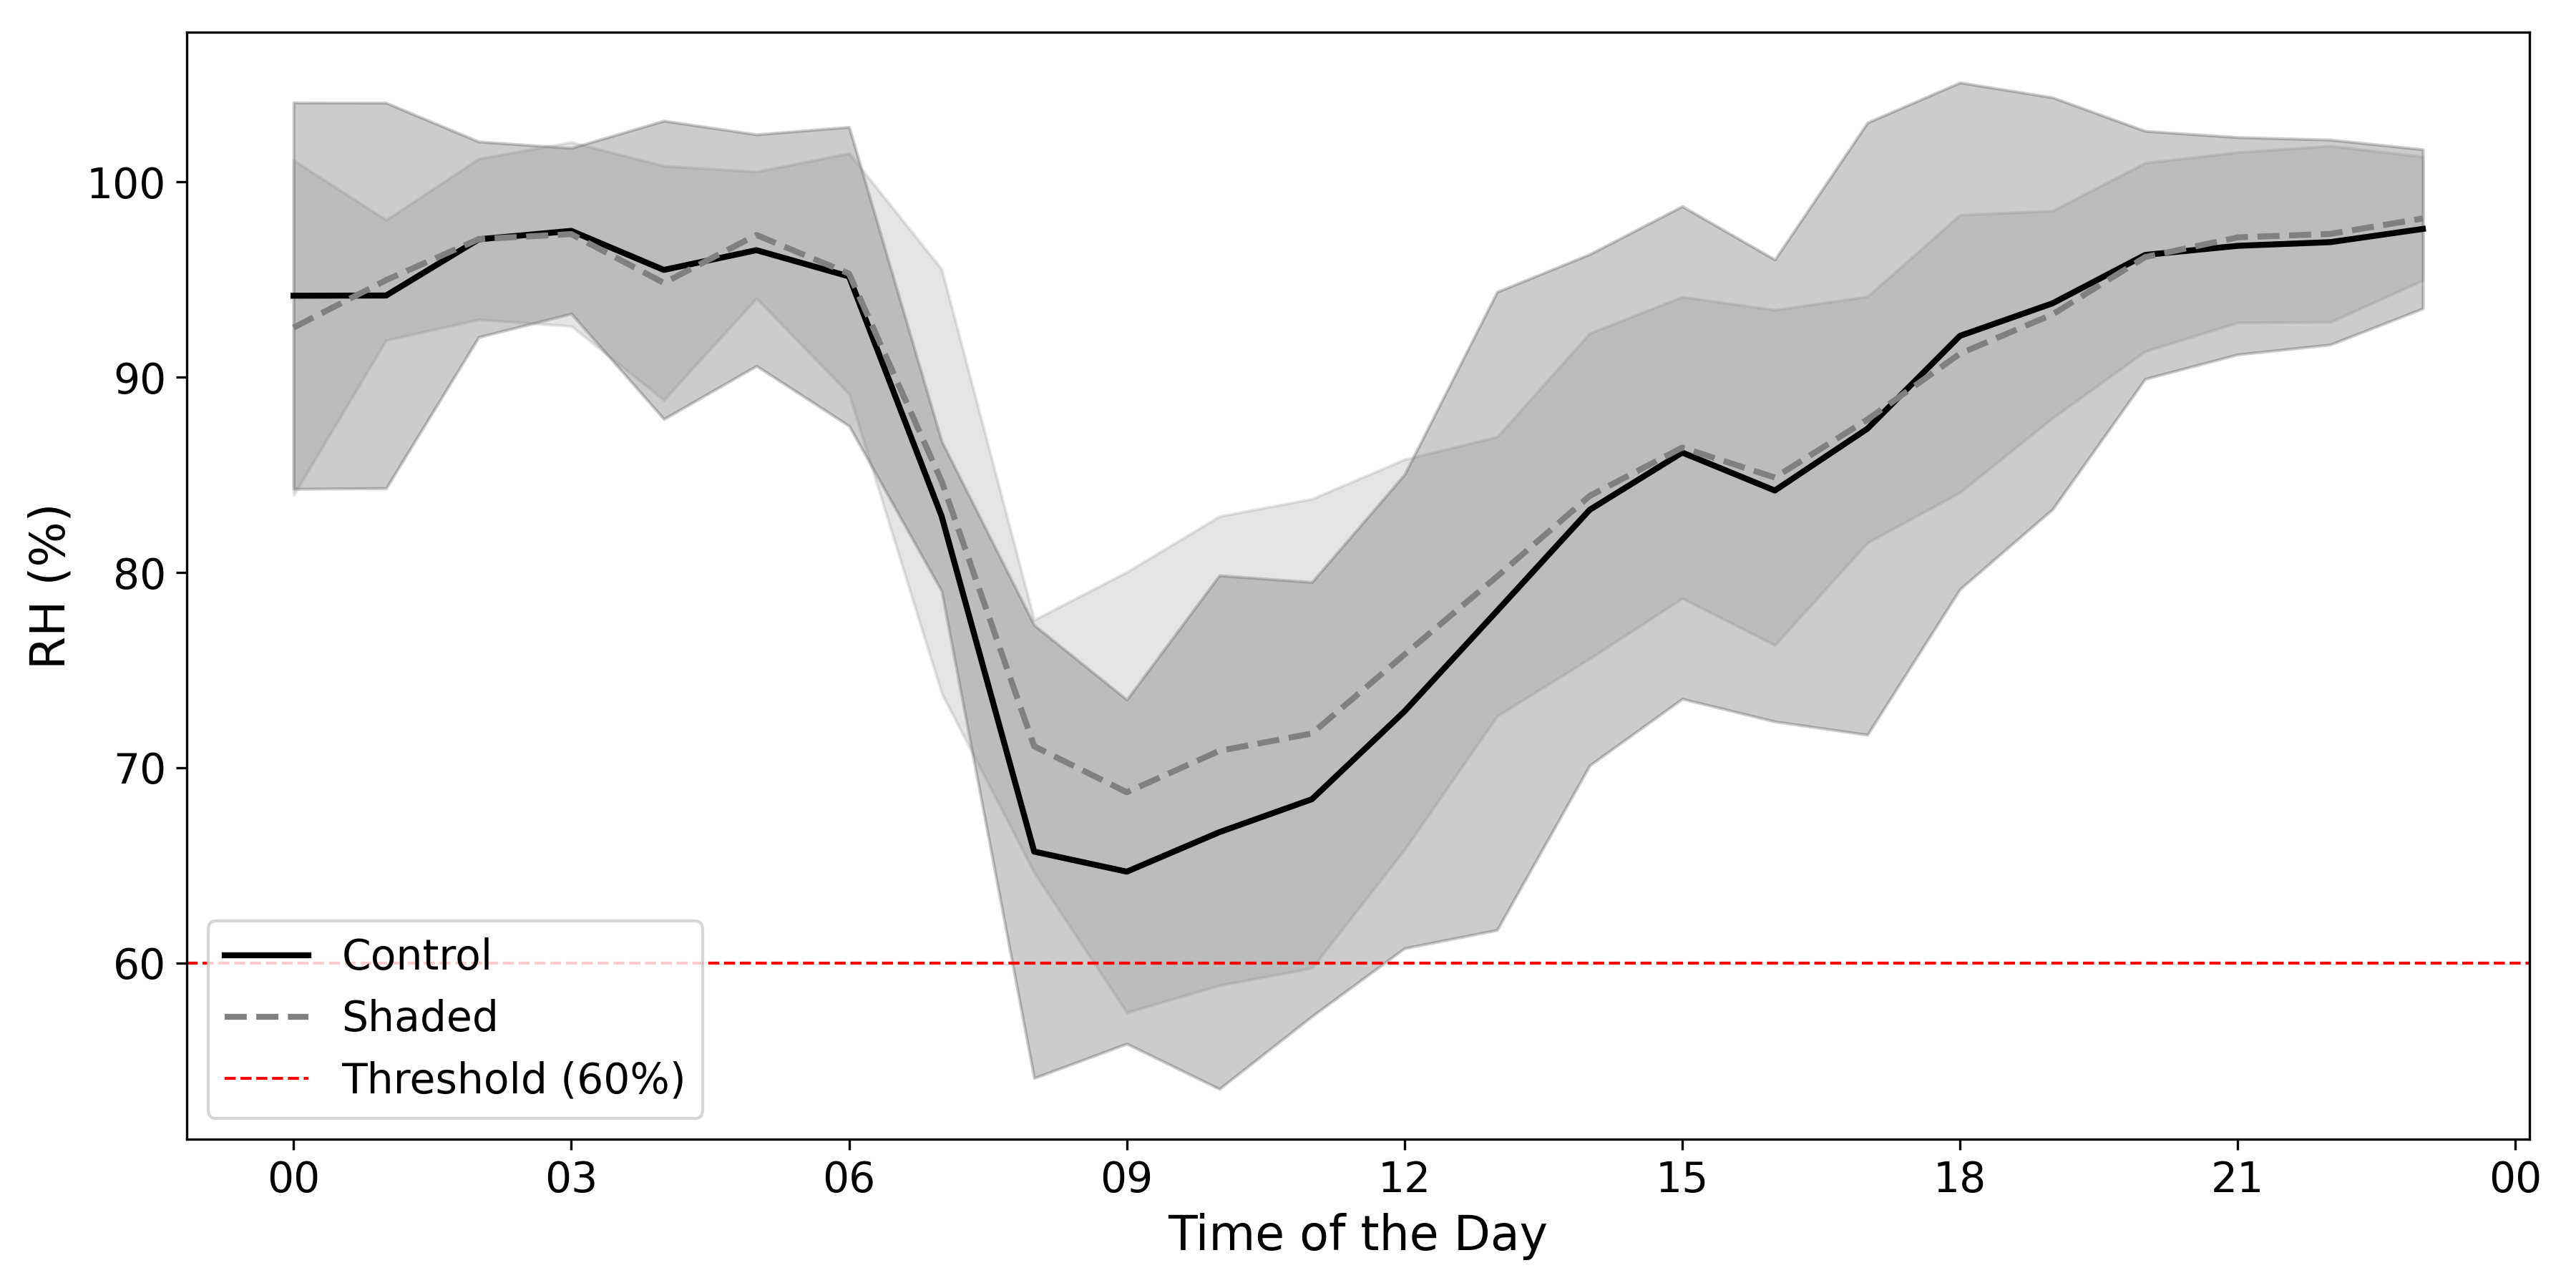 100
90
80
70
60
RH (%)
Control
Shaded
Threshold (60%)
00 03 06 09 12 15 18 21 00
Time of the Day